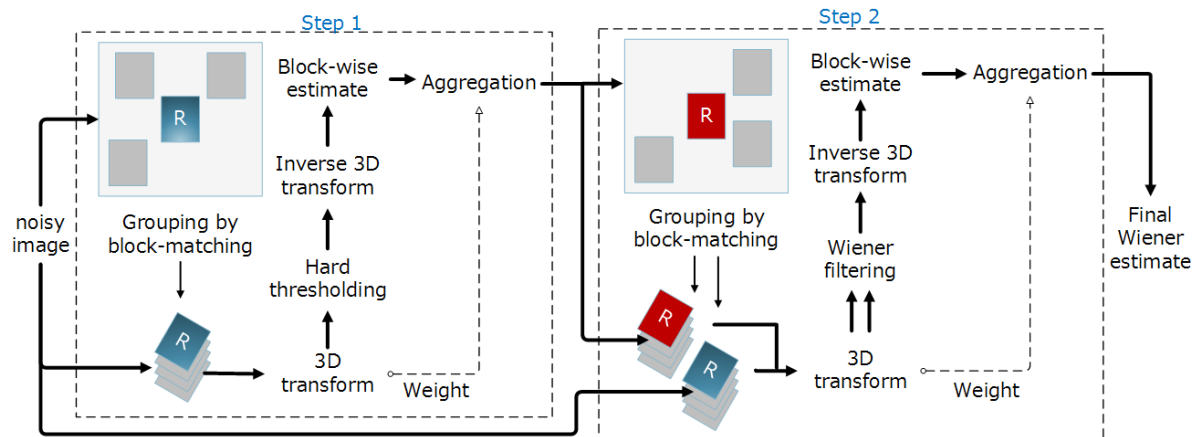 Step 1
Step 2
noisy
image
R
Grouping by
block-matching
R
3D
transform
Hard
thresholding
Inverse 3D
transform
Block-wise
estimate
Aggregation
Weight
R
Grouping by
block-matching
R
R
3D
transform
Wiener
filtering
Inverse 3D
transform
Block-wise
estimate
Aggregation
Weight
Final
Wiener
estimate